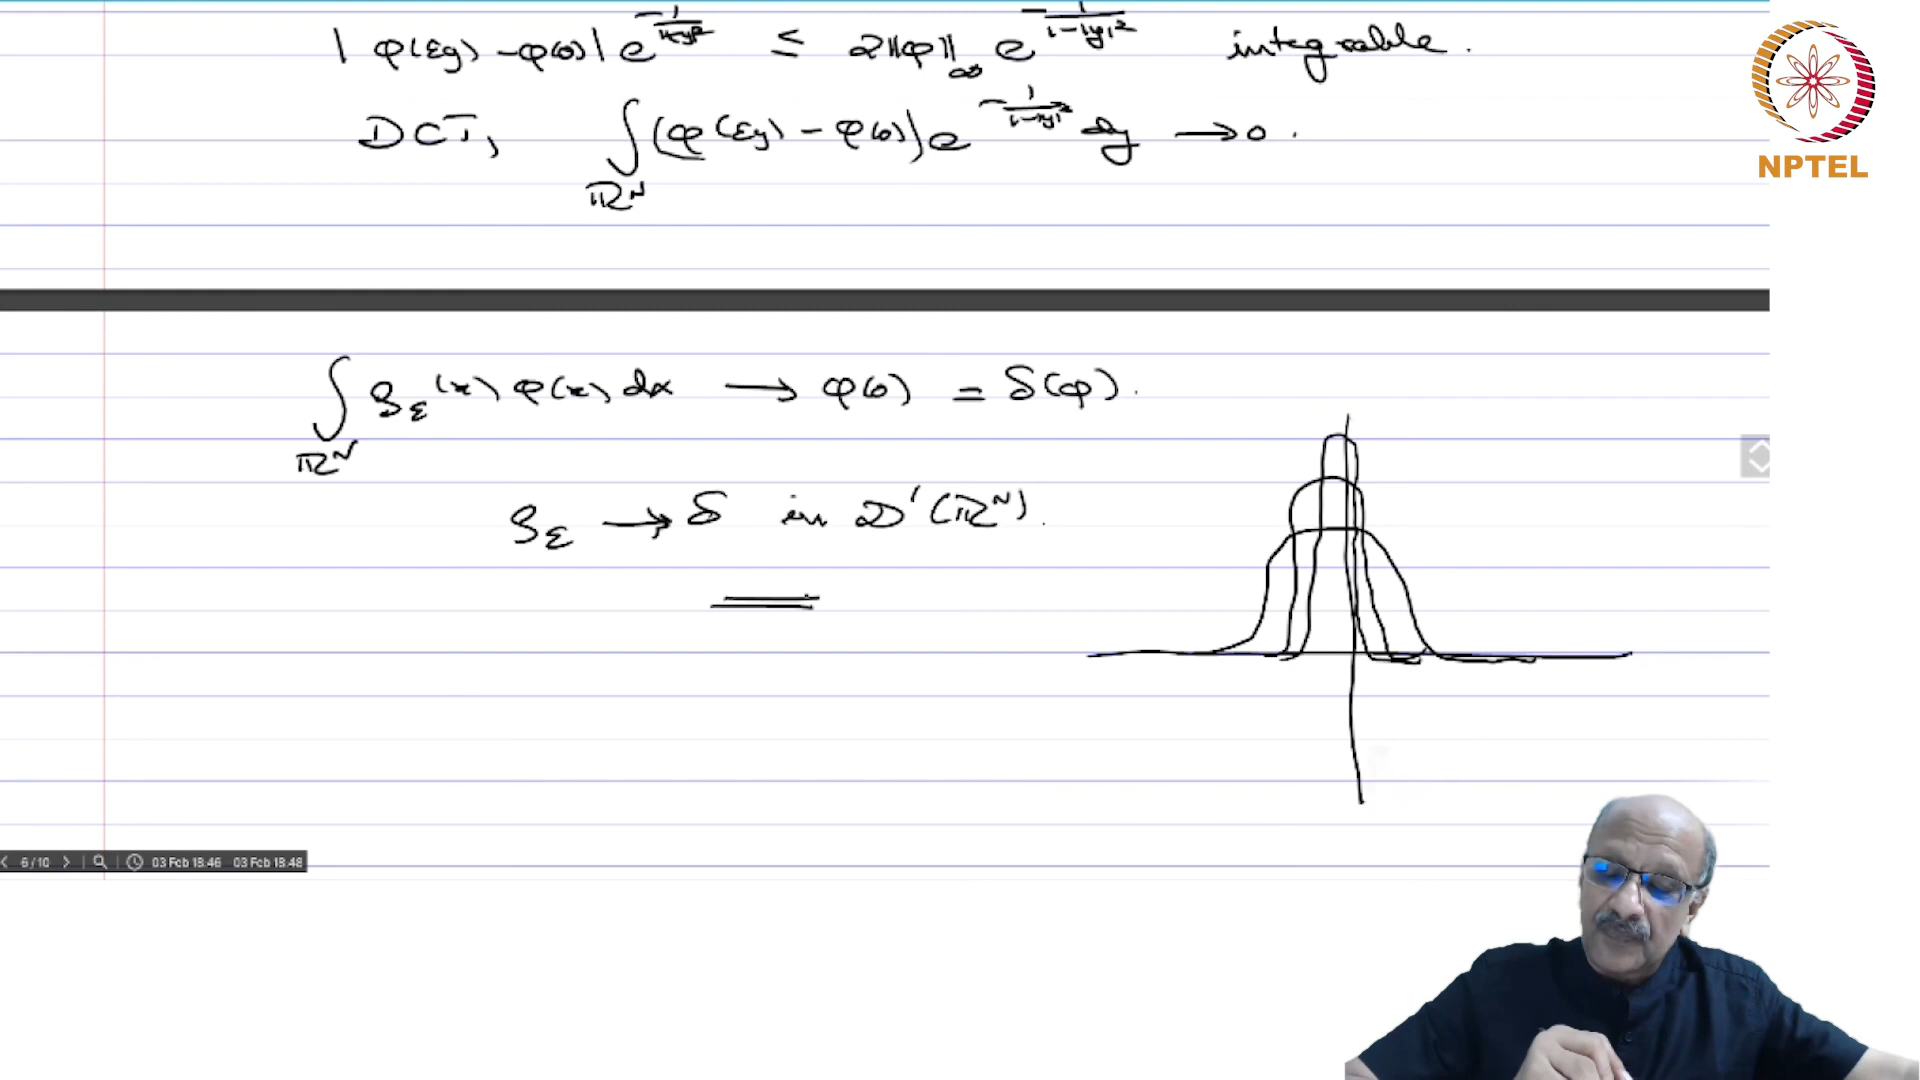 | φ(εy) - φ(0) | e^{-1/(1-|y|²)} ≤ 2‖φ‖_∞ e^{-1/(1-|y|²)} integrable.
DCT, ∫_{ℝ^N} (φ(εy) - φ(0)) e^{-1/(1-|y|²)} dy → 0.
NPTEL
∫_{ℝ^N} ρ_ε(x) φ(x) dx → φ(0) = δ(φ).
ρ_ε → δ in 𝒟'(ℝ^N).
6/10 03 Feb 18:46 03 Feb 18:48